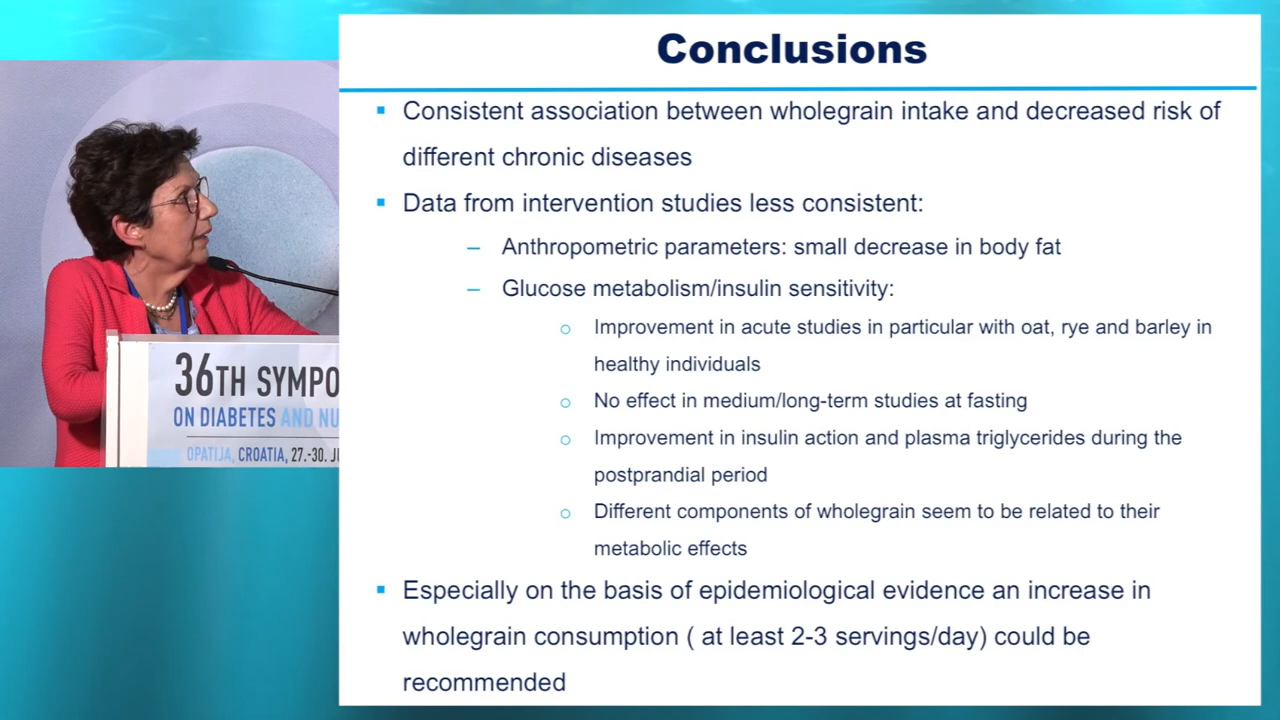 Conclusions
▪ Consistent association between wholegrain intake and decreased risk of
different chronic diseases
▪ Data from intervention studies less consistent:
– Anthropometric parameters: small decrease in body fat
– Glucose metabolism/insulin sensitivity:
o Improvement in acute studies in particular with oat, rye and barley in
healthy individuals
o No effect in medium/long-term studies at fasting
o Improvement in insulin action and plasma triglycerides during the
postprandial period
o Different components of wholegrain seem to be related to their
metabolic effects
▪ Especially on the basis of epidemiological evidence an increase in
wholegrain consumption ( at least 2-3 servings/day) could be
recommended
36TH SYMPO
ON DIABETES AND NU
OPATIJA, CROATIA, 27.-30.